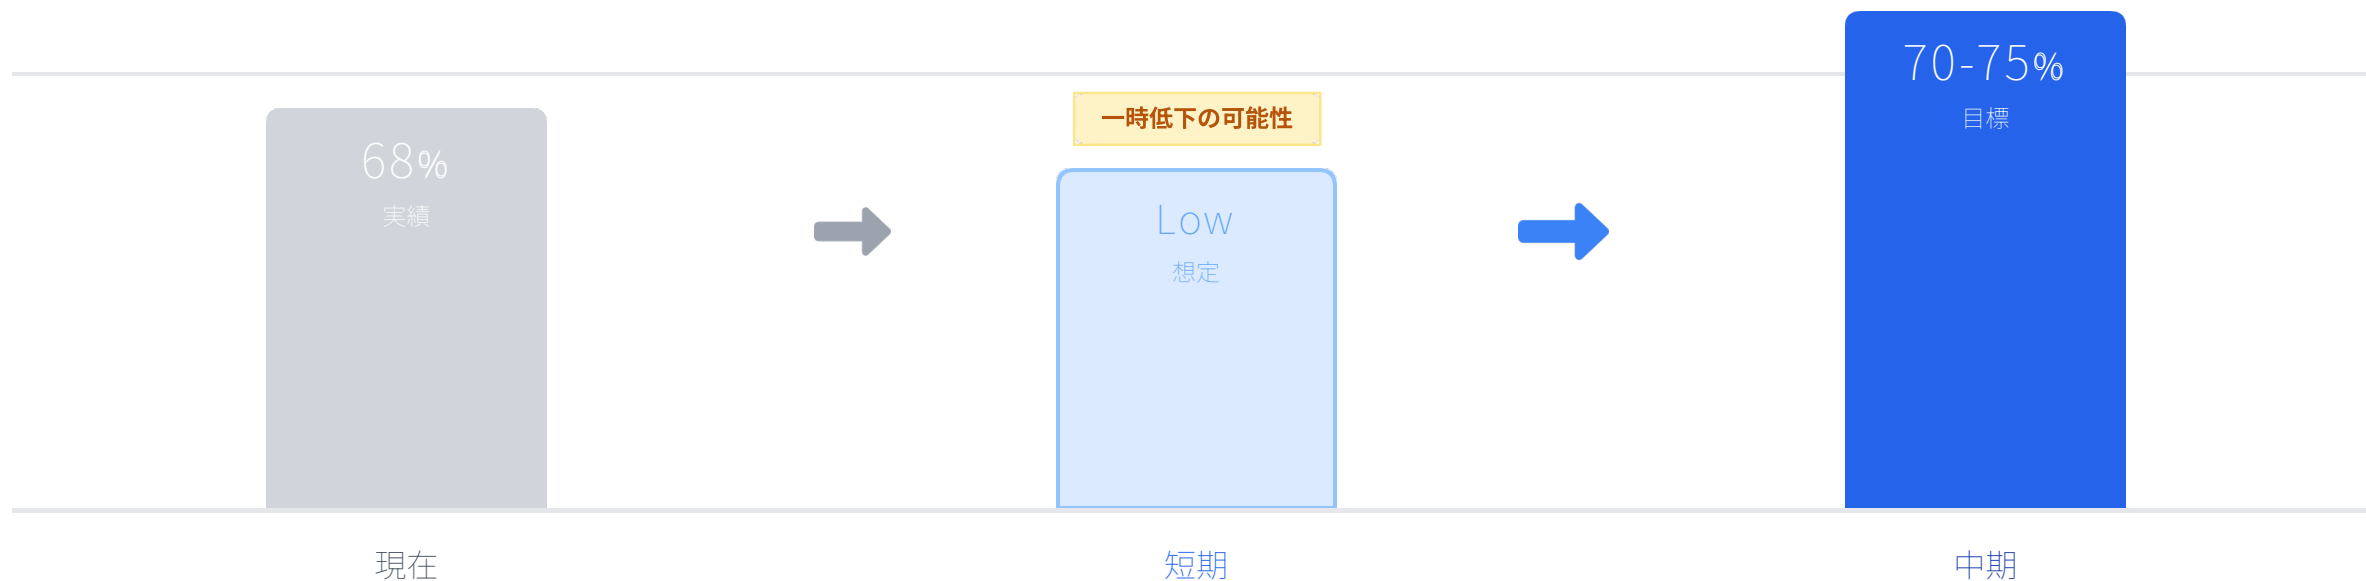 68%
実績
現在
一時低下の可能性
Low
想定
短期
70-75%
目標
中期